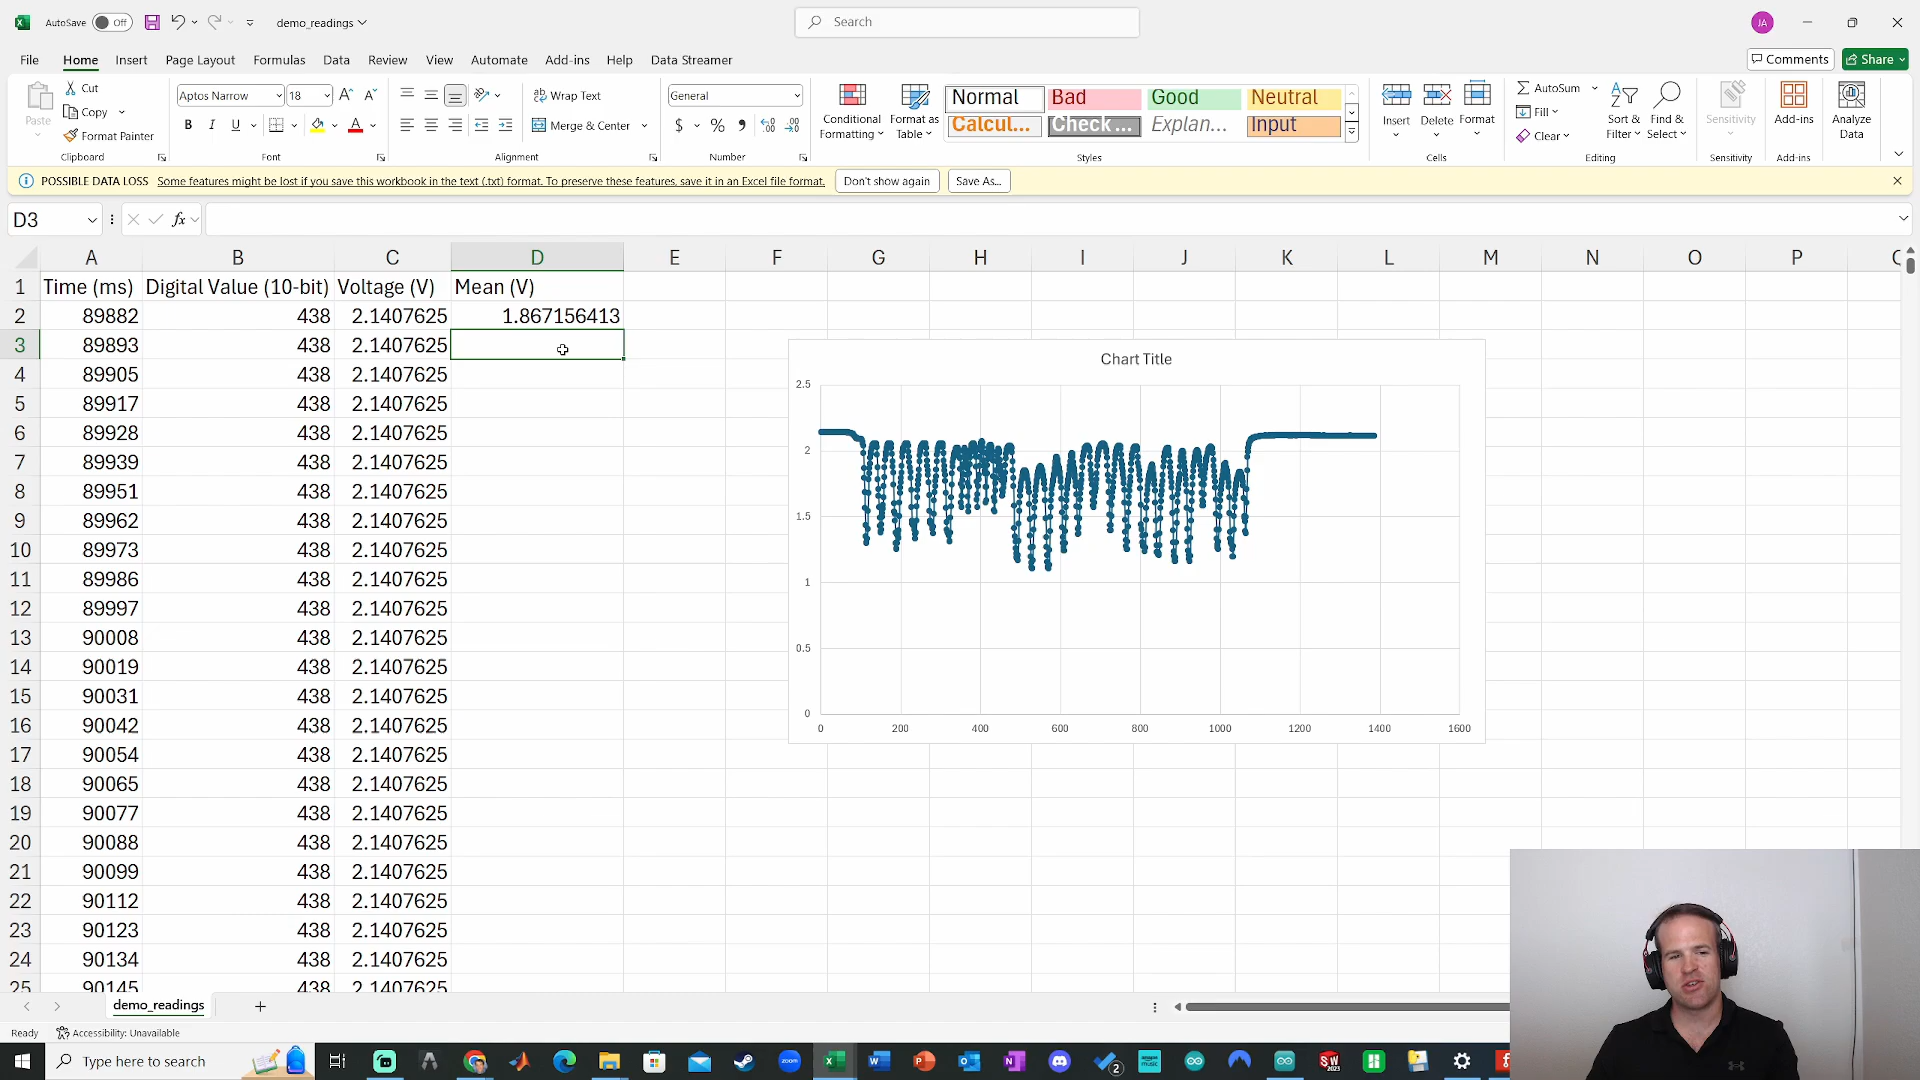 AutoSave Off demo_readings Search JA
File Home Insert Page Layout Formulas Data Review View Automate Add-ins Help Data Streamer Comments Share
Paste Cut Copy Format Painter Clipboard
Aptos Narrow 18 B I U Font
Wrap Text Merge & Center Alignment
General $ % Number
Conditional Formatting Format as Table
Normal Bad Good Neutral
Calcul... Check ... Explan... Input
Styles
Insert Delete Format Cells
AutoSum Fill Clear Sort & Filter Find & Select Editing
Sensitivity Sensitivity
Add-ins Add-ins
Analyze Data
POSSIBLE DATA LOSS Some features might be lost if you save this workbook in the text (.txt) format. To preserve these features, save it in an Excel file format. Don't show again Save As...
D3 fx
A B C D E F G H I J K L M N O P
1 Time (ms) Digital Value (10-bit) Voltage (V) Mean (V)
2 89882 438 2.1407625 1.867156413
3 89893 438 2.1407625
4 89905 438 2.1407625
5 89917 438 2.1407625
6 89928 438 2.1407625
7 89939 438 2.1407625
8 89951 438 2.1407625
9 89962 438 2.1407625
10 89973 438 2.1407625
11 89986 438 2.1407625
12 89997 438 2.1407625
13 90008 438 2.1407625
14 90019 438 2.1407625
15 90031 438 2.1407625
16 90042 438 2.1407625
17 90054 438 2.1407625
18 90065 438 2.1407625
19 90077 438 2.1407625
20 90088 438 2.1407625
21 90099 438 2.1407625
22 90112 438 2.1407625
23 90123 438 2.1407625
24 90134 438 2.1407625
25 90145 438 2.1407625
Chart Title
2.5
2
1.5
1
0.5
0
0 200 400 600 800 1000 1200 1400 1600
demo_readings
Ready Accessibility: Unavailable
Type here to search